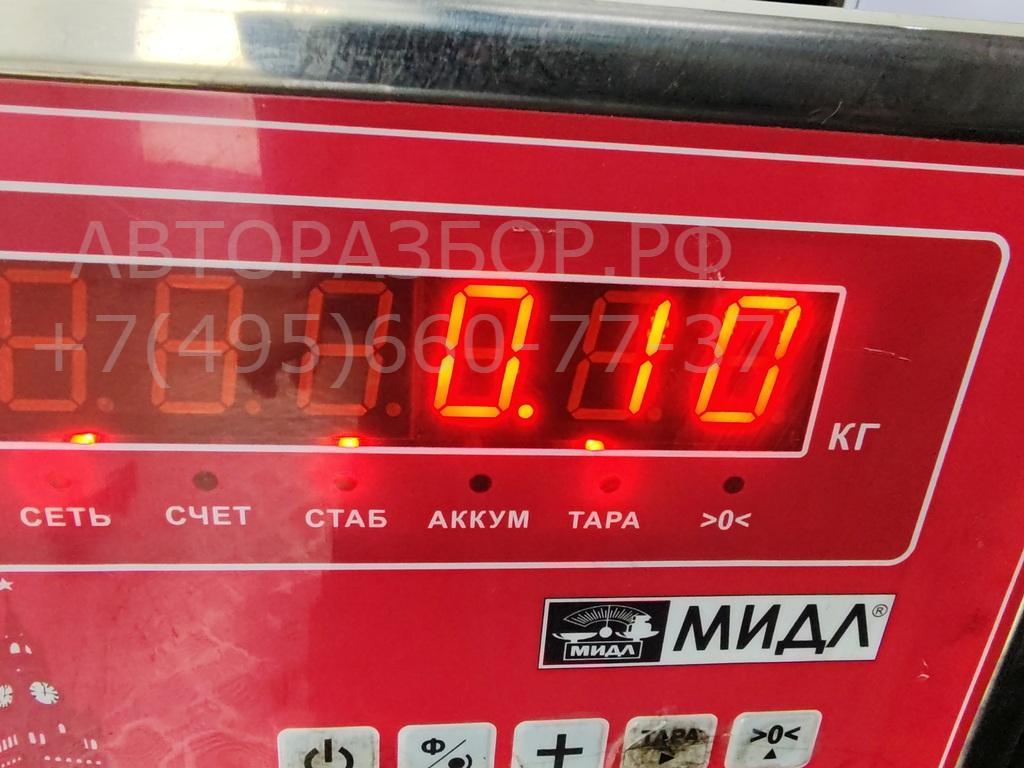 АВТОРАЗБОР.РФ
+7(495)660-77-37
0.10
КГ
СЕТЬ СЧЕТ СТАБ АККУМ ТАРА >0<
МИДЛ МИДЛ®
Ф ТАРА >0<